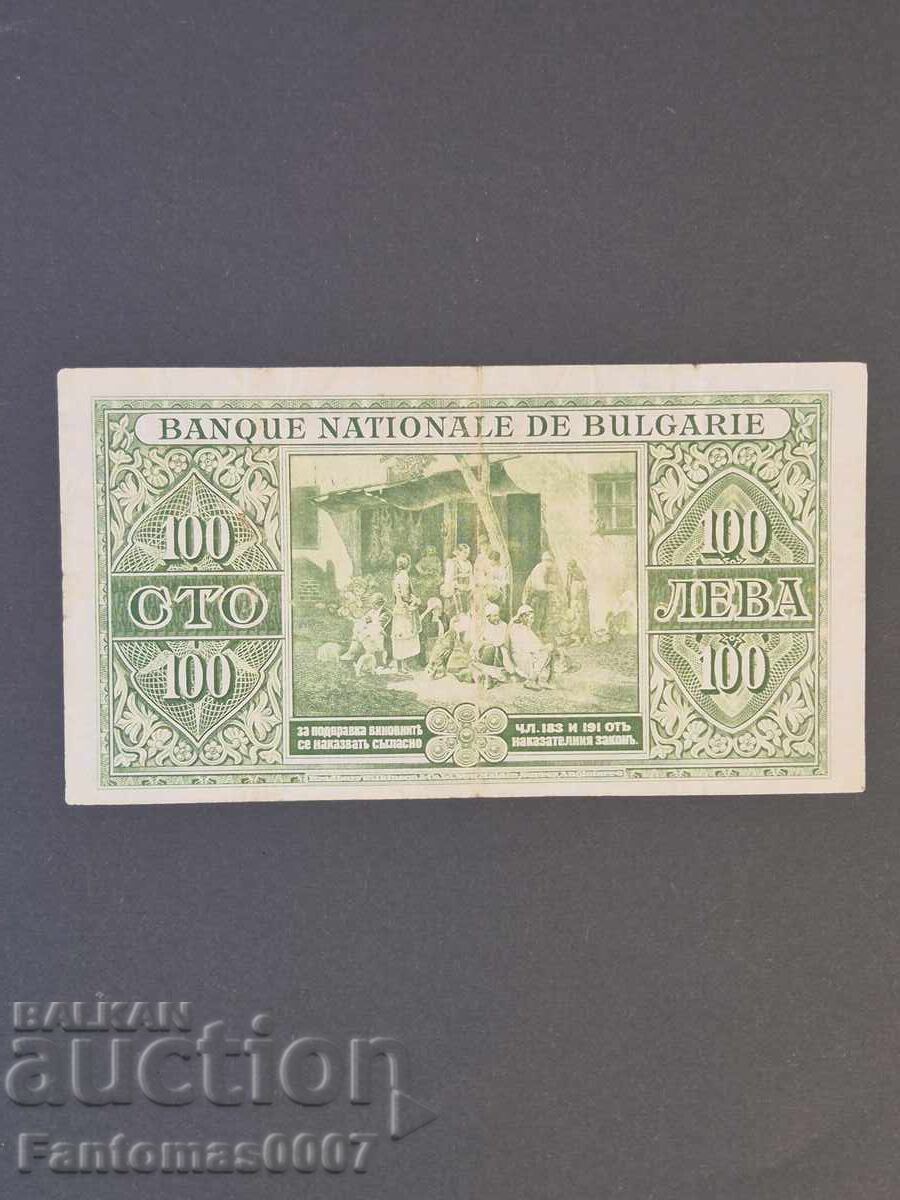 BANQUE NATIONALE DE BULGARIE
100
СТО
100
100
ЛЕВА
100
за подправка виновнитѣ
се наказватъ съгласно
ЧЛ. 183 И 191 ОТЪ
наказателния законъ.
BALKAN
auction
Fantomas0007